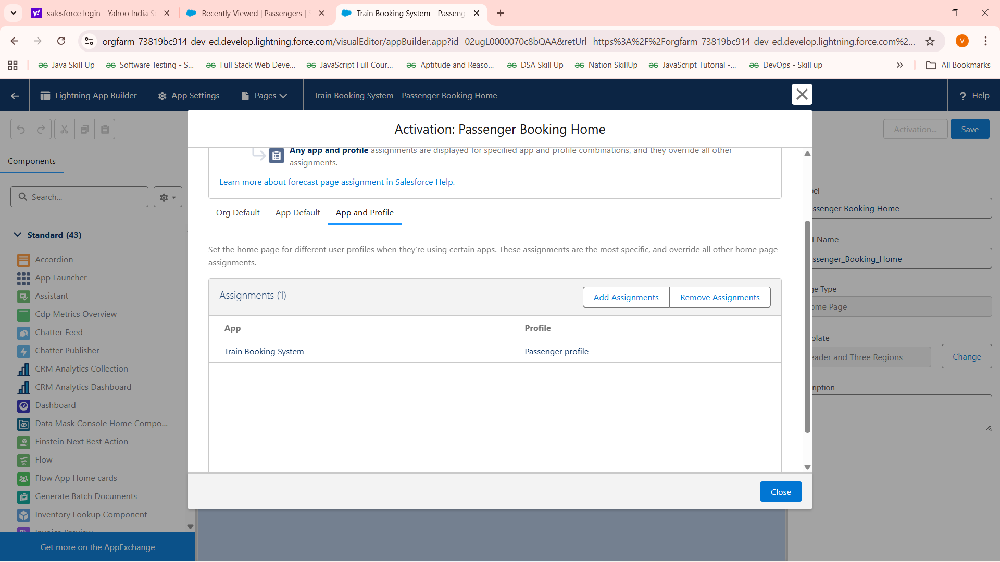 salesforce login - Yahoo India S
Recently Viewed | Passengers |
Train Booking System - Passeng
orgfarm-73819bc914-dev-ed.develop.lightning.force.com/visualEditor/appBuilder.app?id=02ugL0000070c8bQAA&retUrl=https%3A%2F%2Forgfarm-73819bc914-dev-ed.develop.lightning.force.com%2...
V
Java Skill Up
Software Testing - S...
Full Stack Web Deve...
JavaScript Full Cour...
Aptitude and Reaso...
DSA Skill Up
Nation SkillUp
JavaScript Tutorial -...
DevOps - Skill up
All Bookmarks
Lightning App Builder
App Settings
Pages
Train Booking System - Passenger Booking Home
? Help
Activation...
Save
Components
Search...
Standard (43)
Accordion
App Launcher
Assistant
Cdp Metrics Overview
Chatter Feed
Chatter Publisher
CRM Analytics Collection
CRM Analytics Dashboard
Dashboard
Data Mask Console Home Compo...
Einstein Next Best Action
Flow
Flow App Home cards
Generate Batch Documents
Inventory Lookup Component
Get more on the AppExchange
Activation: Passenger Booking Home
Any app and profile assignments are displayed for specified app and profile combinations, and they override all other
assignments.
Learn more about forecast page assignment in Salesforce Help.
Org Default
App Default
App and Profile
Set the home page for different user profiles when they're using certain apps. These assignments are the most specific, and override all other home page
assignments.
Assignments (1)
Add Assignments
Remove Assignments
App
Profile
Train Booking System
Passenger profile
Close
el
ssenger Booking Home
I Name
ssenger_Booking_Home
ge Type
ome Page
plate
eader and Three Regions
Change
ription